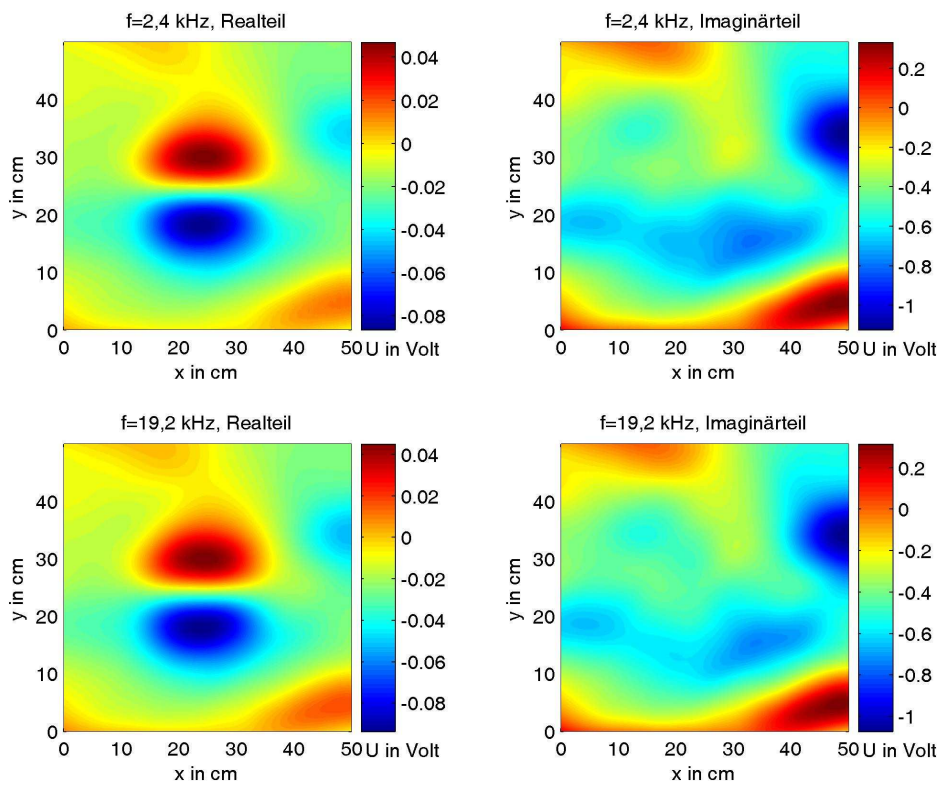 f=2,4 kHz, Realteil
y in cm
40
30
20
10
0
0 10 20 30 40 50
x in cm
0.04
0.02
0
-0.02
-0.04
-0.06
-0.08
U in Volt
f=2,4 kHz, Imaginärteil
y in cm
40
30
20
10
0
0 10 20 30 40 50
x in cm
0.2
0
-0.2
-0.4
-0.6
-0.8
-1
U in Volt
f=19,2 kHz, Realteil
y in cm
40
30
20
10
0
0 10 20 30 40 50
x in cm
0.04
0.02
0
-0.02
-0.04
-0.06
-0.08
U in Volt
f=19,2 kHz, Imaginärteil
y in cm
40
30
20
10
0
0 10 20 30 40 50
x in cm
0.2
0
-0.2
-0.4
-0.6
-0.8
-1
U in Volt